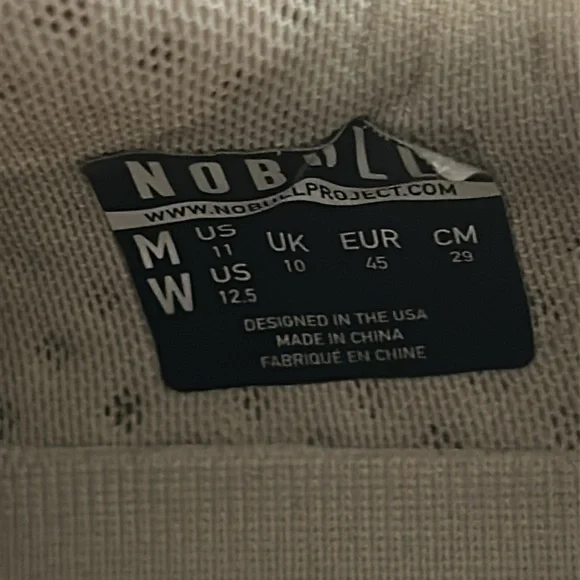 NOBULL
WWW.NOBULLPROJECT.COM
M US 11 UK 10 EUR 45 CM 29
W US 12.5
DESIGNED IN THE USA
MADE IN CHINA
FABRIQUÉ EN CHINE